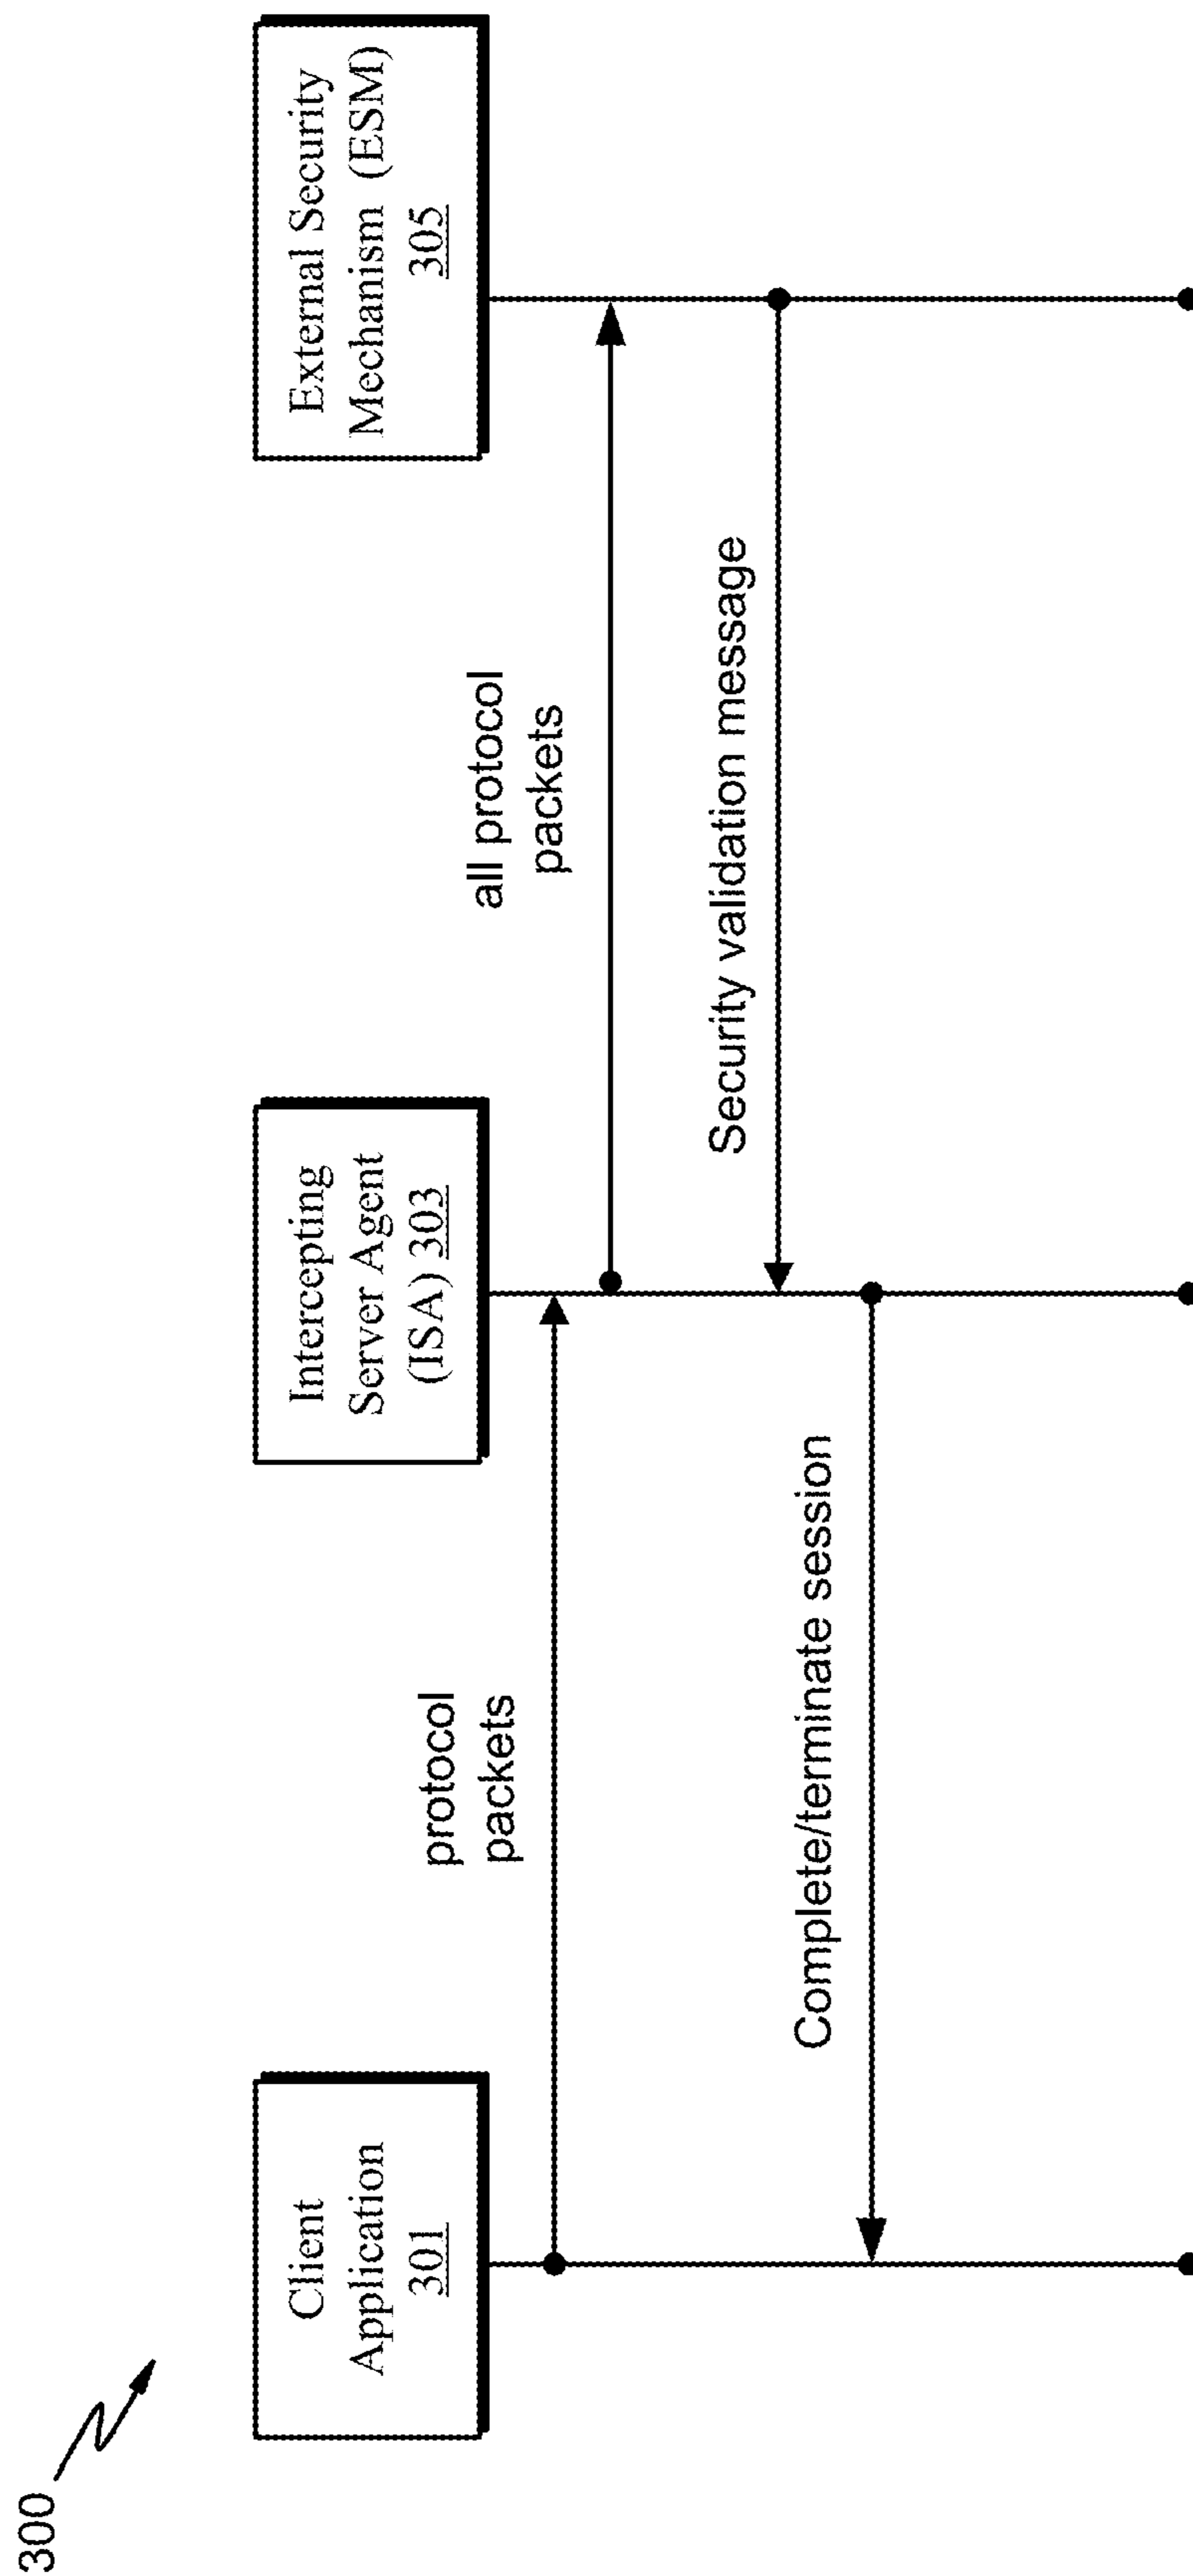 300
Client
Application
301
Intercepting
Server Agent
(ISA) 303
External Security
Mechanism (ESM)
305
protocol
packets
all protocol
packets
Security validation message
Complete/terminate session